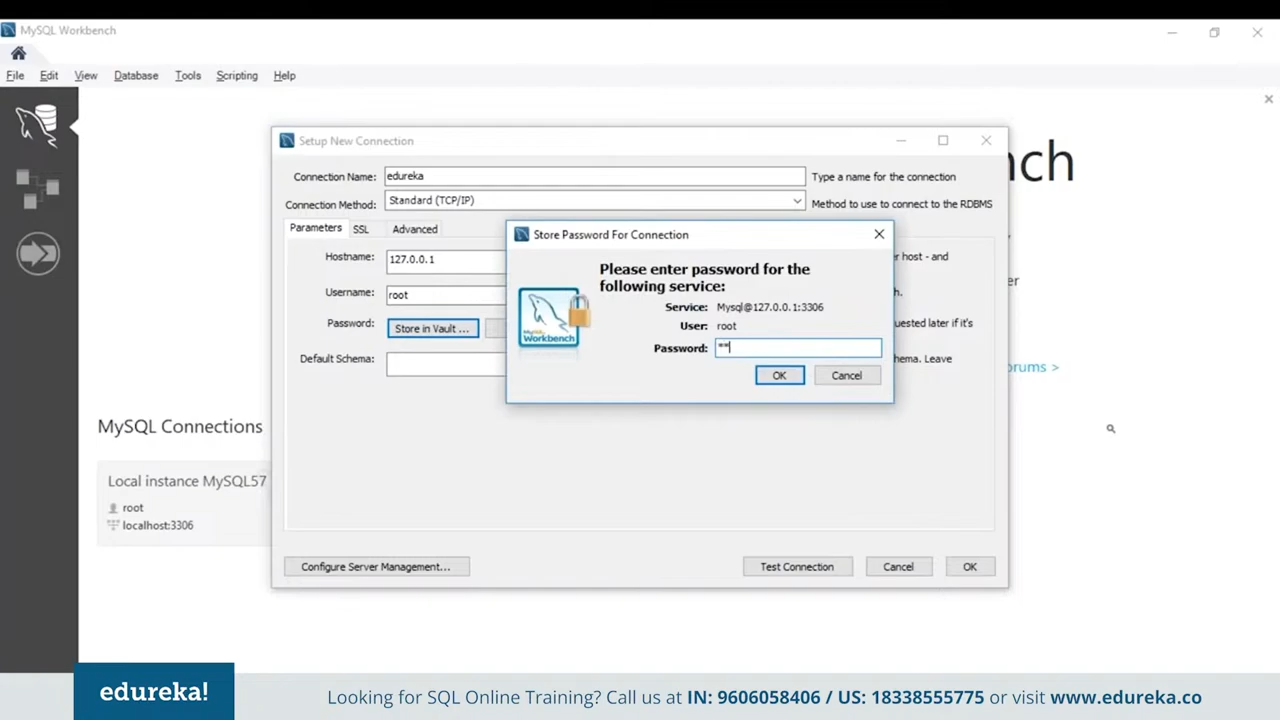 MySQL Workbench
File Edit View Database Tools Scripting Help
nch
Setup New Connection
Connection Name: edureka Type a name for the connection
Connection Method: Standard (TCP/IP) Method to use to connect to the RDBMS
Parameters SSL Advanced
Hostname: 127.0.0.1 r host - and
Username: root
Password: Store in Vault ... uested later if it's
Default Schema: ema. Leave
Store Password For Connection
Please enter password for the
following service:
Service: Mysql@127.0.0.1:3306
User: root
Password: **
OK Cancel
MySQL Workbench
er
orums >
MySQL Connections
Local instance MySQL57
root
localhost:3306
Configure Server Management... Test Connection Cancel OK
edureka!
Looking for SQL Online Training? Call us at IN: 9606058406 / US: 18338555775 or visit www.edureka.co